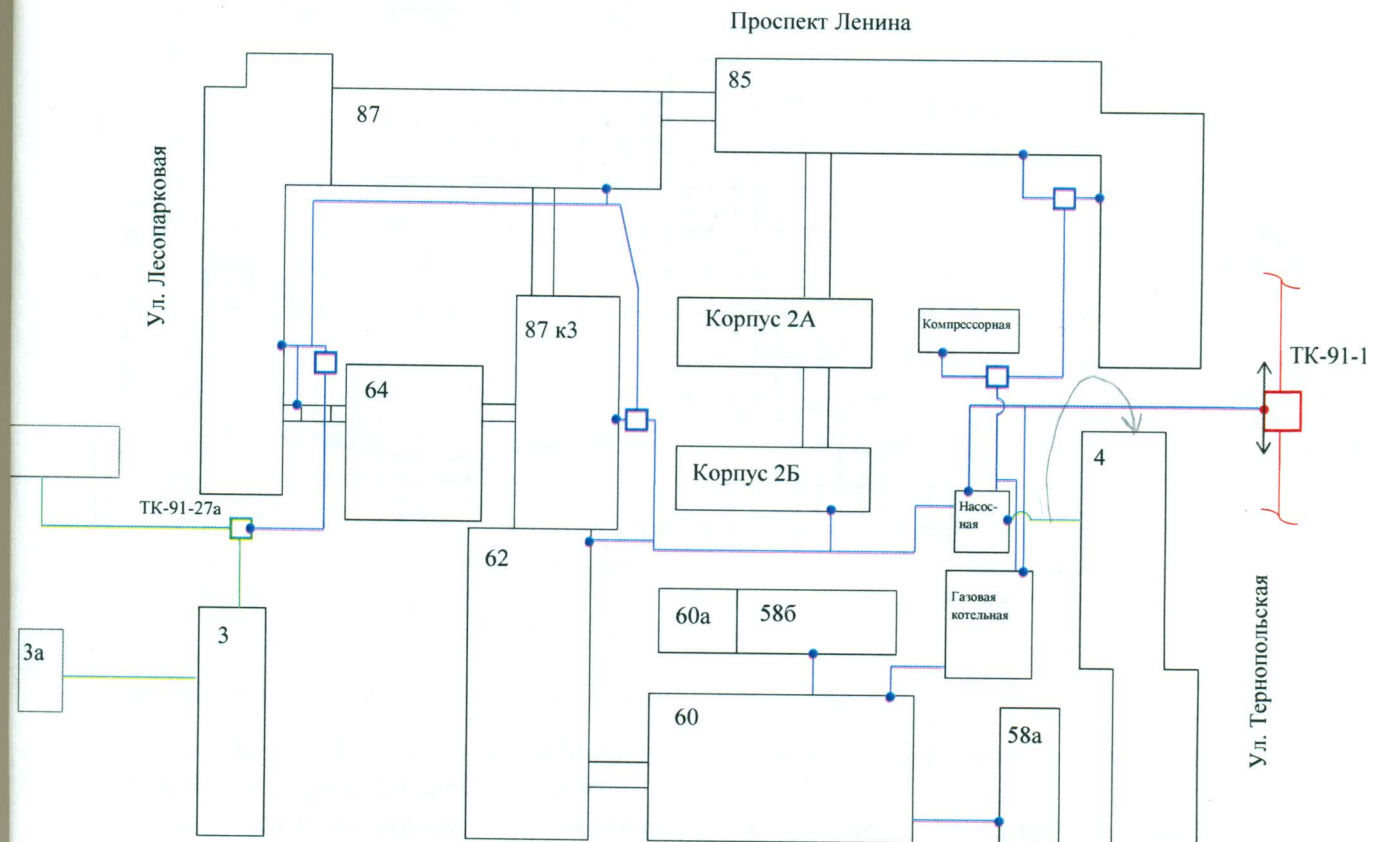 Проспект Ленина
85
87
Ул. Лесопарковая
Корпус 2А
Компрессорная
87 к3
ТК-91-1
64
4
Корпус 2Б
ТК-91-27а
Насос-
ная
62
Газовая
котельная
60а
58б
3
3а
60
58а
Ул. Тернопольская